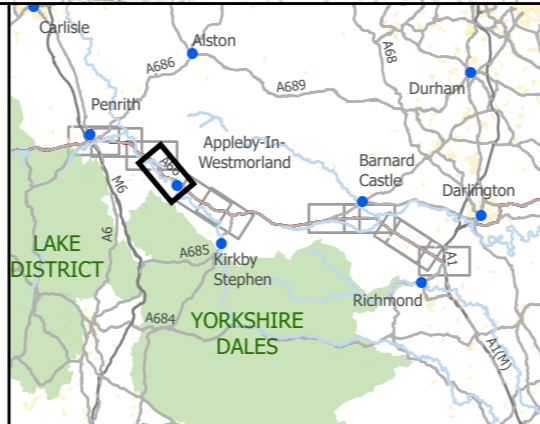 Carlisle
Alston
A68
A686
A689
Durham
Penrith
Appleby-In-
Westmorland
A66
Barnard
Castle
Darlington
M6
A6
LAKE
DISTRICT
A685
Kirkby
Stephen
A1
Richmond
A684
YORKSHIRE
DALES
A1(M)